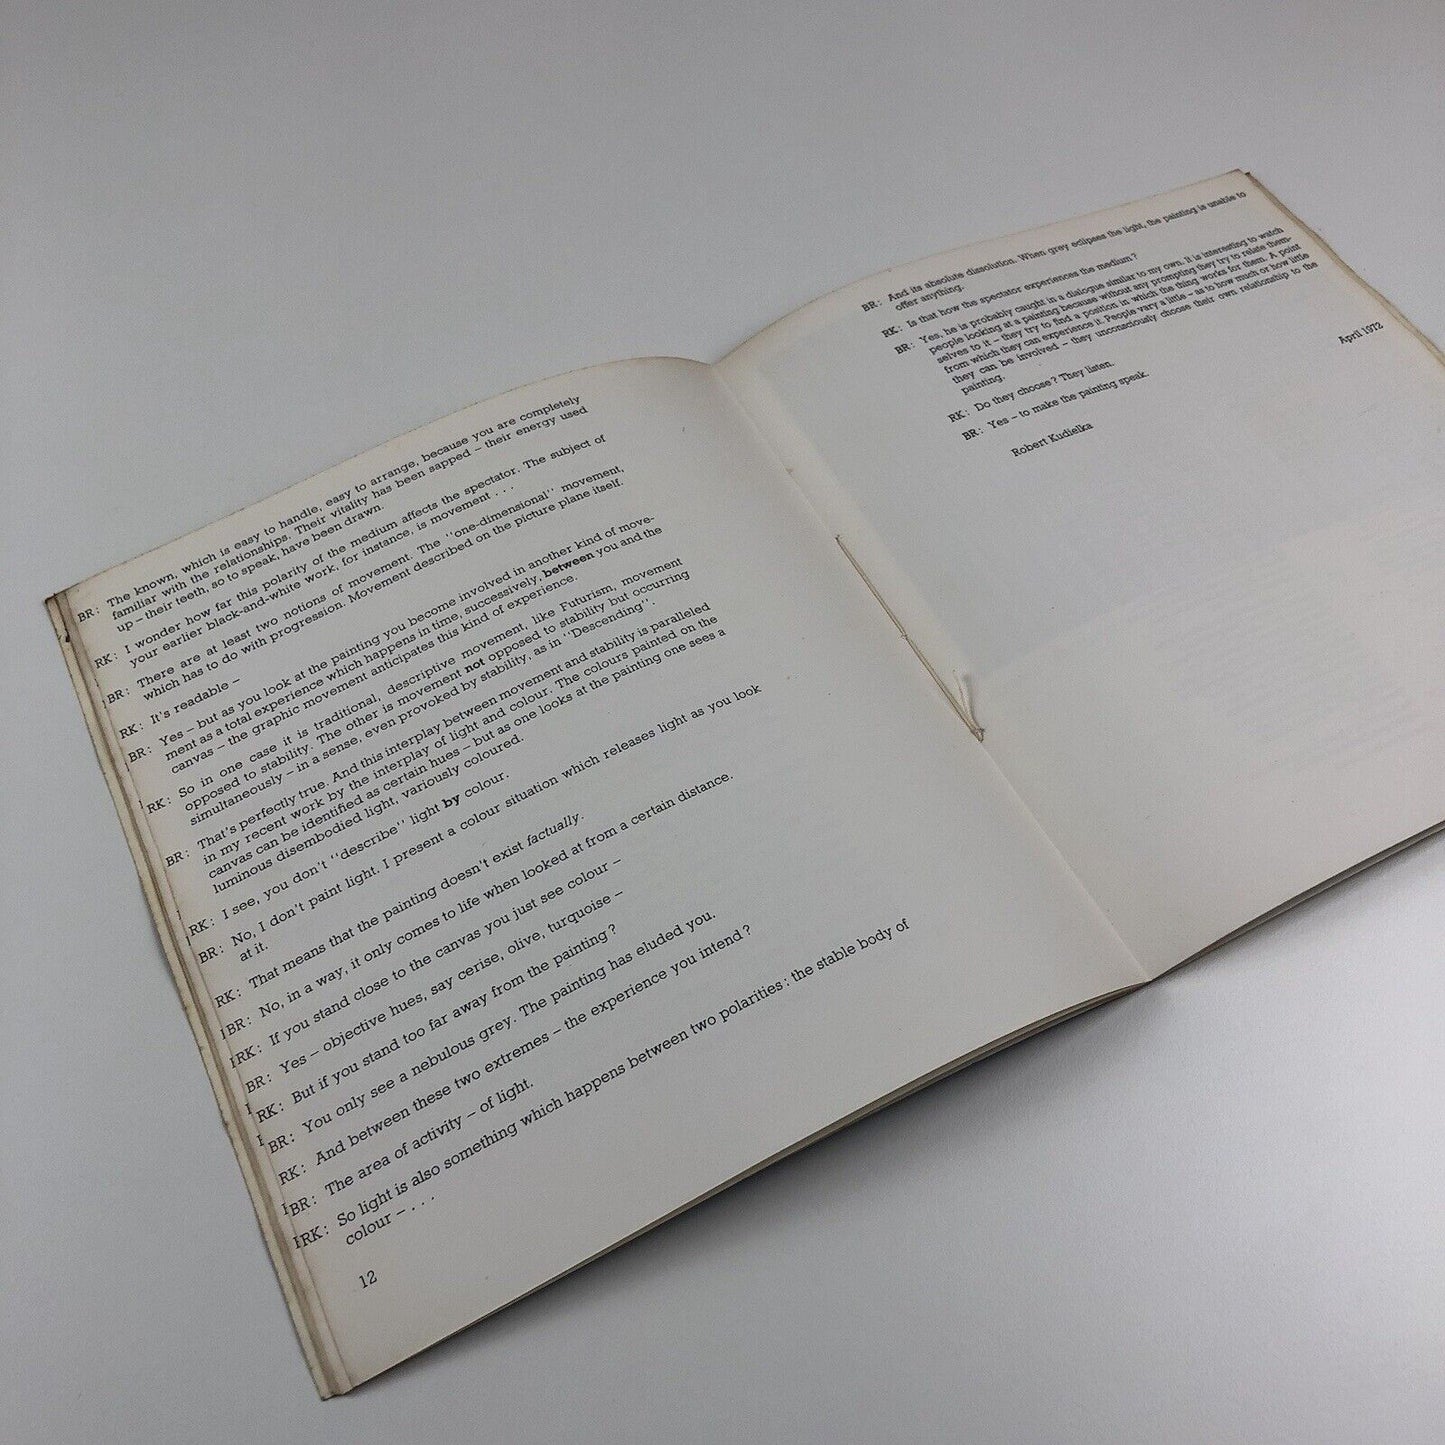 BR: The known, which is easy to handle, easy to arrange, because you are completely
familiar with the relationships. Their vitality has been sapped – their energy used
up – their teeth, so to speak, have been drawn.
RK: I wonder how far this polarity of the medium affects the spectator. The subject of
your earlier black-and-white work, for instance, is movement . . .
BR: There are at least two notions of movement. The "one-dimensional" movement,
which has to do with progression. Movement described on the picture plane itself.
RK: It's readable –
BR: Yes – but as you look at the painting you become involved in another kind of move-
ment as a total experience which happens in time, successively, between you and the
canvas – the graphic movement anticipates this kind of experience.
RK: So in one case it is traditional, descriptive movement, like Futurism, movement
opposed to stability. The other is movement not opposed to stability but occurring
simultaneously – in a sense, even provoked by stability, as in "Descending".
BR: That's perfectly true. And this interplay between movement and stability is paralleled
in my recent work by the interplay of light and colour. The colours painted on the
canvas can be identified as certain hues – but as one looks at the painting one sees a
luminous disembodied light, variously coloured.
RK: I see, you don't "describe" light by colour.
BR: No, I don't paint light. I present a colour situation which releases light as you look
at it.
RK: That means that the painting doesn't exist factually.
BR: No, in a way, it only comes to life when looked at from a certain distance.
RK: If you stand close to the canvas you just see colour –
BR: Yes – objective hues, say cerise, olive, turquoise –
RK: But if you stand too far away from the painting?
BR: You only see a nebulous grey. The painting has eluded you.
RK: And between these two extremes – the experience you intend?
BR: The area of activity – of light.
RK: So light is also something which happens between two polarities: the stable body of
colour – . . .
12
BR: And its absolute dissolution. When grey eclipses the light, the painting is unable to
offer anything.
RK: Is that how the spectator experiences the medium?
BR: Yes, he is probably caught in a dialogue similar to my own. It is interesting to watch
people looking at a painting because without any prompting they try to relate them-
selves to it – they try to find a position in which the thing works for them. A point
from which they can experience it. People vary a little – as to how much or how little
they can be involved – they unconsciously choose their own relationship to the
painting.
RK: Do they choose? They listen.
BR: Yes – to make the painting speak.
Robert Kudielka
April 1972